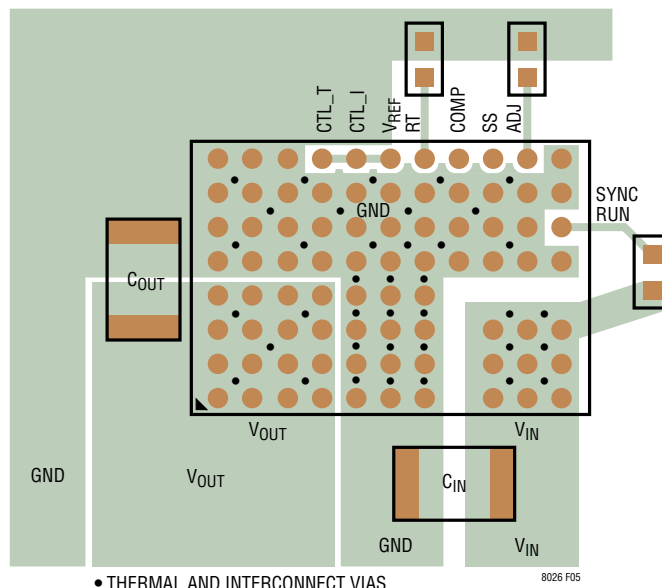 CTL_T
CTL_I
VREF
RT
COMP
SS
ADJ
GND
SYNC
RUN
COUT
VOUT
VIN
GND
VOUT
CIN
GND
VIN
• THERMAL AND INTERCONNECT VIAS
8026 F05